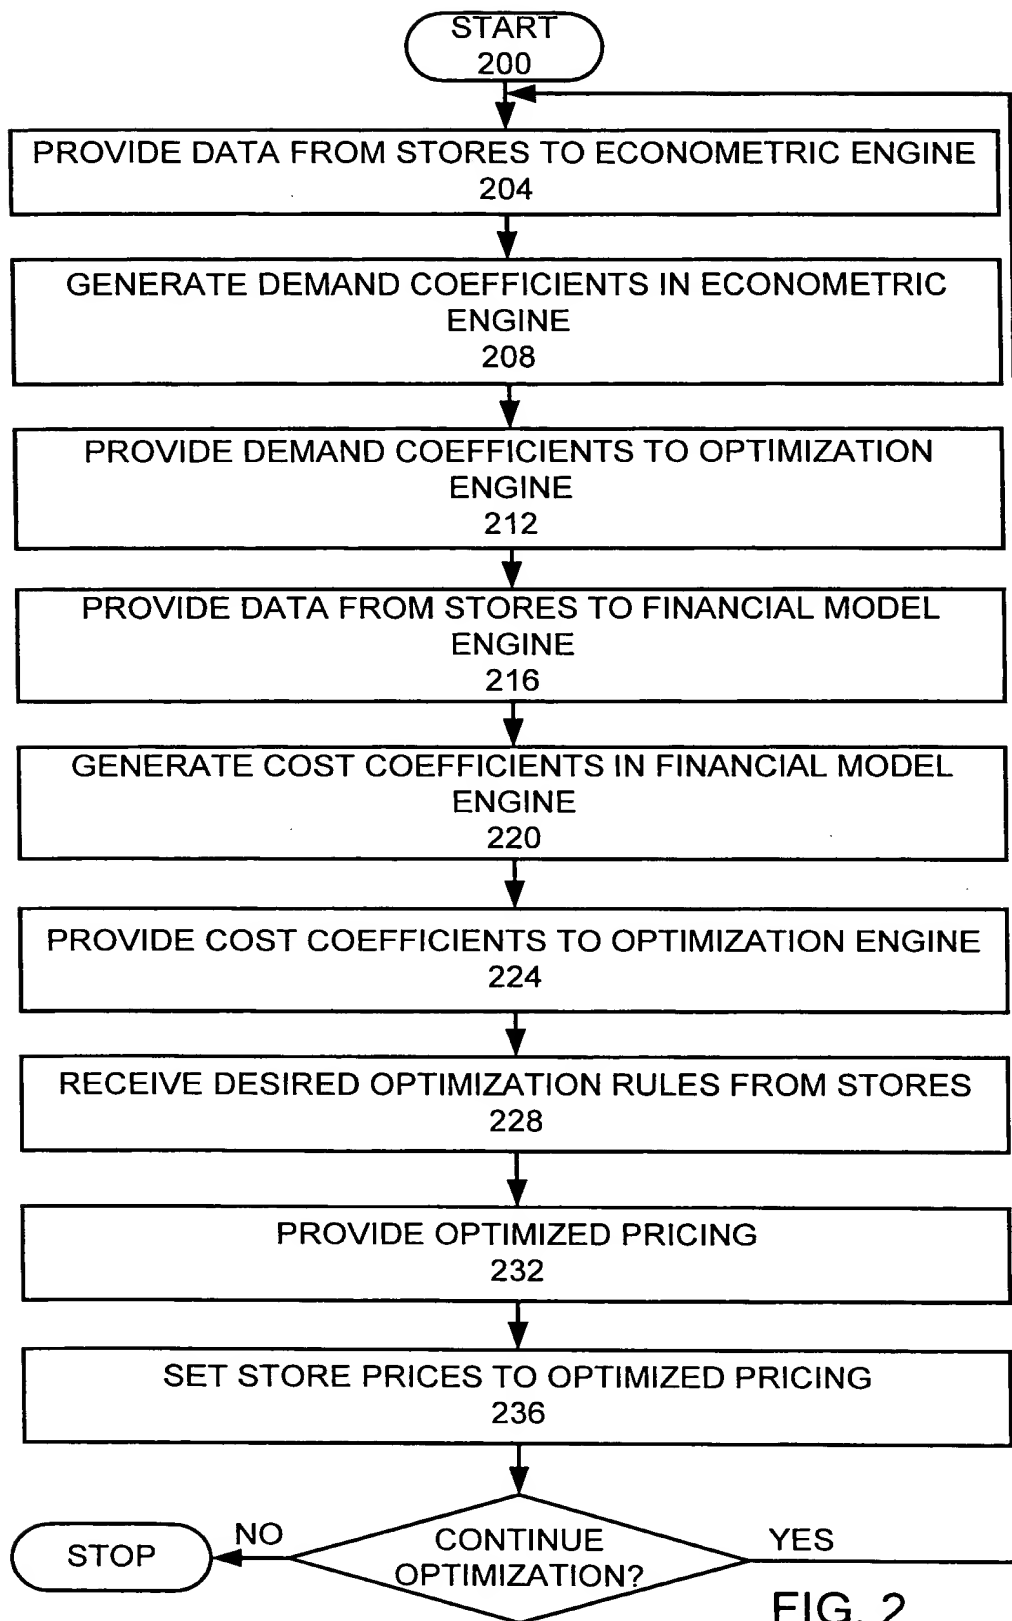 START
200
PROVIDE DATA FROM STORES TO ECONOMETRIC ENGINE
204
GENERATE DEMAND COEFFICIENTS IN ECONOMETRIC
ENGINE
208
PROVIDE DEMAND COEFFICIENTS TO OPTIMIZATION
ENGINE
212
PROVIDE DATA FROM STORES TO FINANCIAL MODEL
ENGINE
216
GENERATE COST COEFFICIENTS IN FINANCIAL MODEL
ENGINE
220
PROVIDE COST COEFFICIENTS TO OPTIMIZATION ENGINE
224
RECEIVE DESIRED OPTIMIZATION RULES FROM STORES
228
PROVIDE OPTIMIZED PRICING
232
SET STORE PRICES TO OPTIMIZED PRICING
236
STOP
NO
CONTINUE
OPTIMIZATION?
YES
FIG. 2